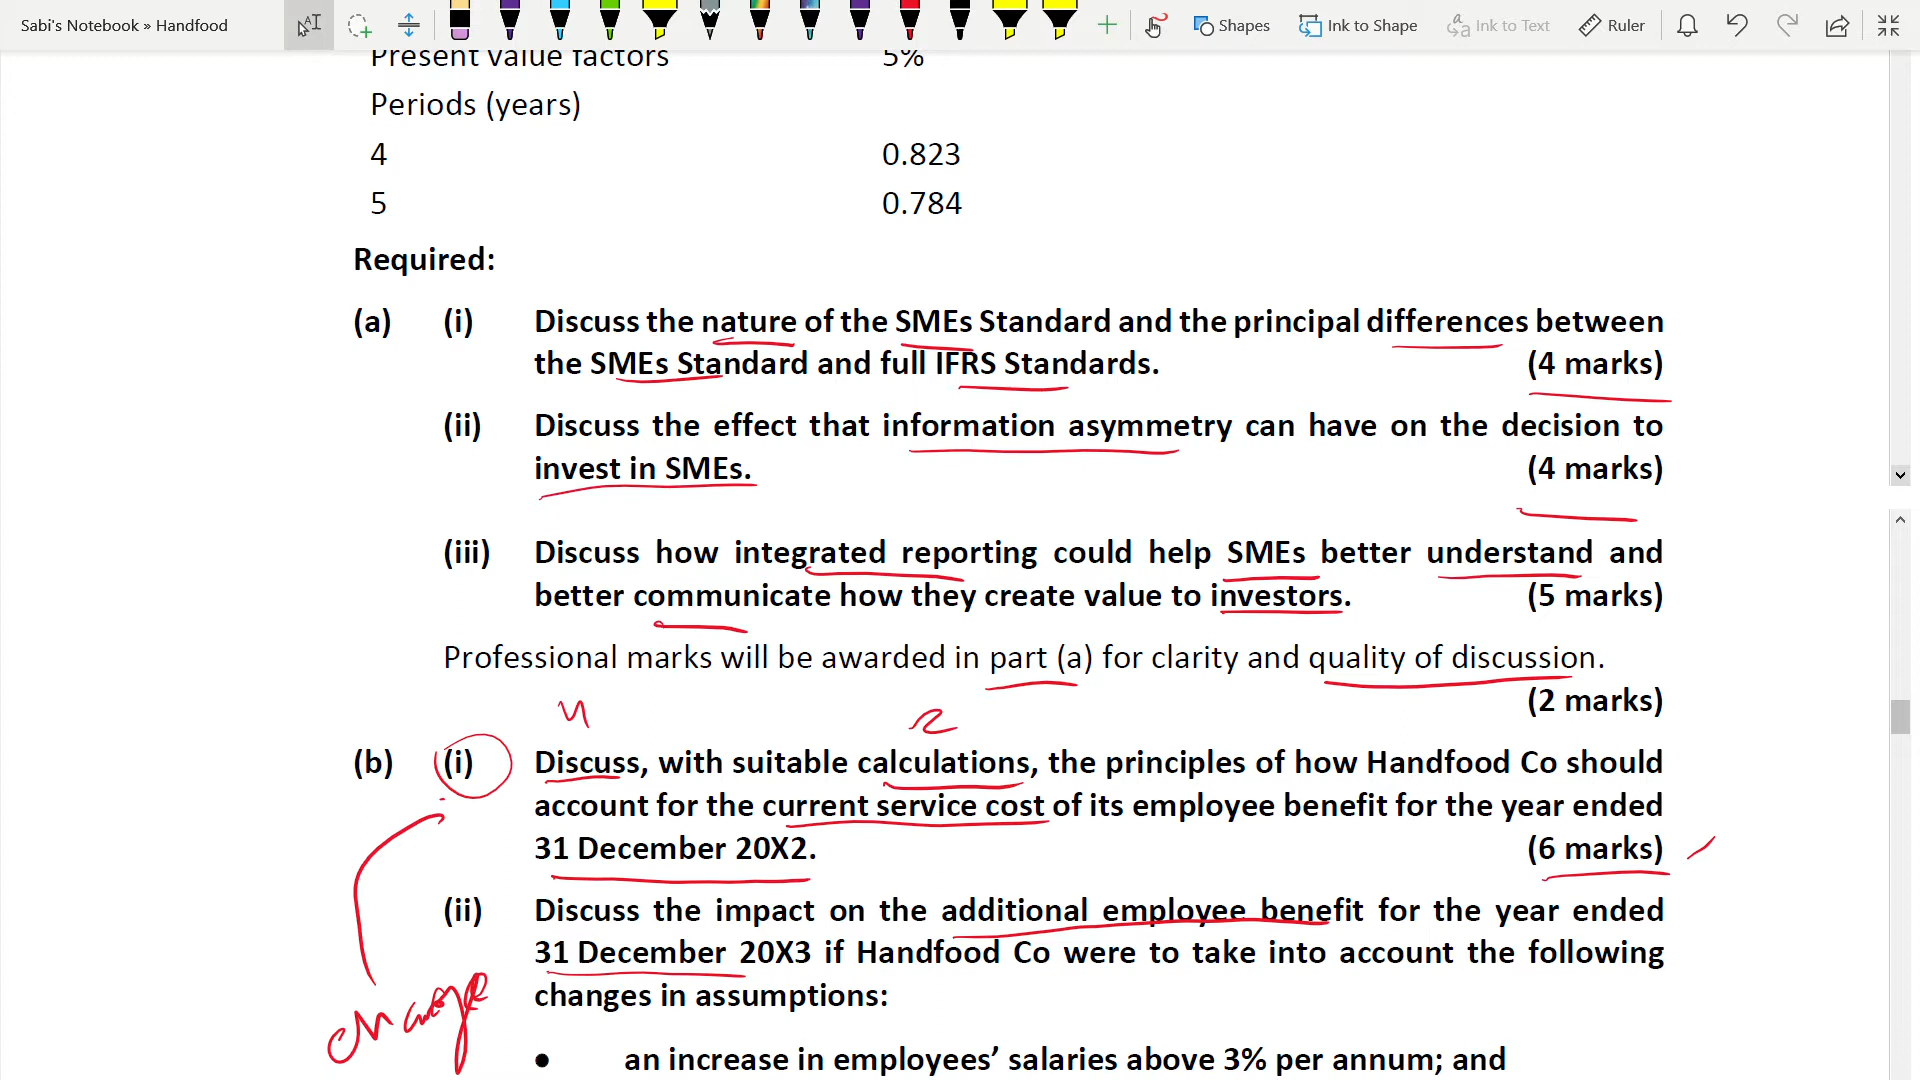 Sabi's Notebook » Handfood
Shapes
Ink to Shape
Ink to Text
Ruler
Present value factors 5%
Periods (years)
4 0.823
5 0.784
Required:
(a) (i) Discuss the nature of the SMEs Standard and the principal differences between
the SMEs Standard and full IFRS Standards. (4 marks)
(ii) Discuss the effect that information asymmetry can have on the decision to
invest in SMEs. (4 marks)
(iii) Discuss how integrated reporting could help SMEs better understand and
better communicate how they create value to investors. (5 marks)
Professional marks will be awarded in part (a) for clarity and quality of discussion.
(2 marks)
4 2
(b) (i) Discuss, with suitable calculations, the principles of how Handfood Co should
account for the current service cost of its employee benefit for the year ended
31 December 20X2. (6 marks)
(ii) Discuss the impact on the additional employee benefit for the year ended
31 December 20X3 if Handfood Co were to take into account the following
changes in assumptions:
change
• an increase in employees' salaries above 3% per annum; and